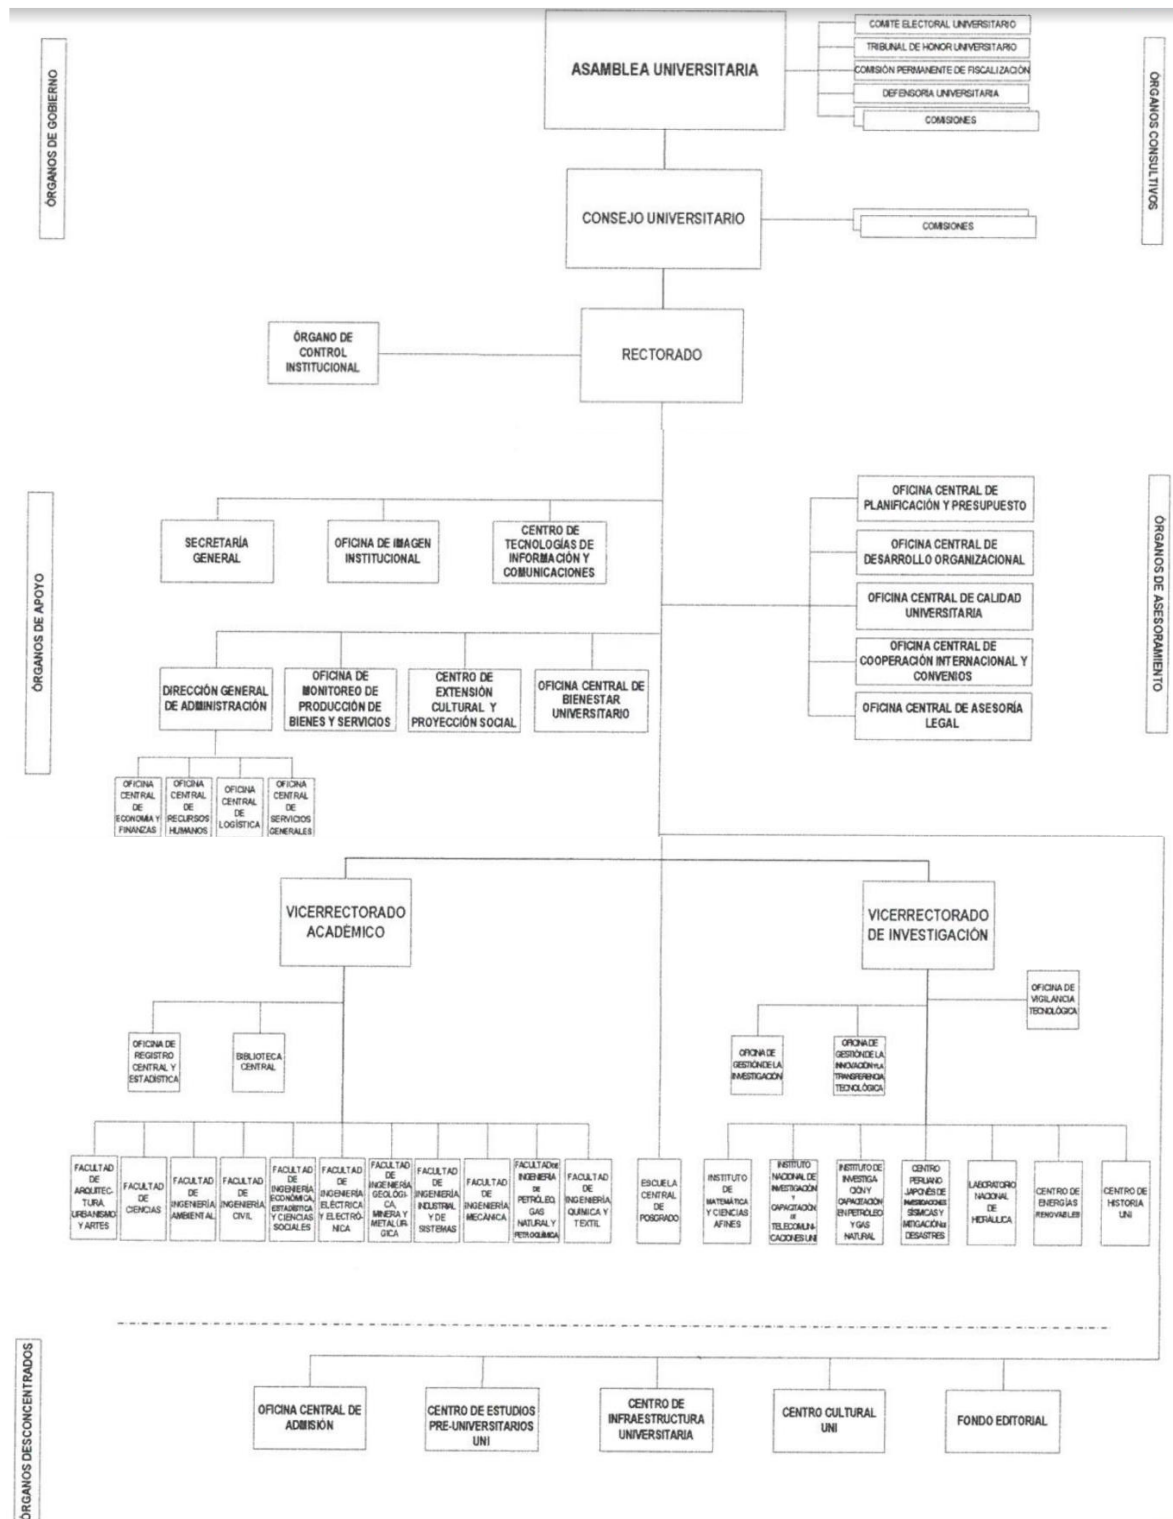 ÓRGANOS DE GOBIERNO
ASAMBLEA UNIVERSITARIA
COMITÉ ELECTORAL UNIVERSITARIO
TRIBUNAL DE HONOR UNIVERSITARIO
COMISIÓN PERMANENTE DE FISCALIZACIÓN
DEFENSORIA UNIVERSITARIA
COMISIONES
ÓRGANOS CONSULTIVOS
CONSEJO UNIVERSITARIO
COMISIONES
ÓRGANO DE
CONTROL
INSTITUCIONAL
RECTORADO
ÓRGANOS DE APOYO
SECRETARÍA
GENERAL
OFICINA DE IMAGEN
INSTITUCIONAL
CENTRO DE
TECNOLOGÍAS DE
INFORMACIÓN Y
COMUNICACIONES
OFICINA CENTRAL DE
PLANIFICACIÓN Y PRESUPUESTO
OFICINA CENTRAL DE
DESARROLLO ORGANIZACIONAL
OFICINA CENTRAL DE CALIDAD
UNIVERSITARIA
OFICINA CENTRAL DE
COOPERACIÓN INTERNACIONAL Y
CONVENIOS
OFICINA CENTRAL DE ASESORÍA
LEGAL
ÓRGANOS DE ASESORAMIENTO
DIRECCIÓN GENERAL
DE ADMINISTRACIÓN
OFICINA DE
MONITOREO DE
PRODUCCIÓN DE
BIENES Y SERVICIOS
CENTRO DE
EXTENSIÓN
CULTURAL Y
PROYECCIÓN SOCIAL
OFICINA CENTRAL DE
BIENESTAR
UNIVERSITARIO
OFICINA
CENTRAL
DE
ECONOMIA Y
FINANZAS
OFICINA
CENTRAL
DE
RECURSOS
HUMANOS
OFICINA
CENTRAL
DE
LOGÍSTICA
OFICINA
CENTRAL
DE
SERVICIOS
GENERALES
VICERRECTORADO
ACADÉMICO
VICERRECTORADO
DE INVESTIGACIÓN
OFICINA DE
VIGILANCIA
TECNOLÓGICA
OFICINA DE
REGISTRO
CENTRAL Y
ESTADÍSTICA
BIBLIOTECA
CENTRAL
OFICINA DE
GESTIÓN DE LA
INVESTIGACIÓN
OFICINA DE
GESTIÓN DE LA
INNOVACIÓN Y LA
TRANSFERENCIA
TECNOLÓGICA
FACULTAD
DE
ARQUITEC-
TURA,
URBANISMO
Y ARTES
FACULTAD
DE
CIENCIAS
FACULTAD
DE
INGENIERÍA
AMBIENTAL
FACULTAD
DE
INGENIERÍA
CIVIL
FACULTAD
DE
INGENIERÍA
ECONÓMICA,
ESTADÍSTICA
Y CIENCIAS
SOCIALES
FACULTAD
DE
INGENIERÍA
ELÉCTRICA
Y ELECTRÓ-
NICA
FACULTAD
DE
INGENIERÍA
GEOLÓGI-
CA,
MINERA Y
METALÚR-
GICA
FACULTAD
DE
INGENIERÍA
INDUSTRIAL
Y DE
SISTEMAS
FACULTAD
DE
INGENIERÍA
MECÁNICA
FACULTAD DE
INGENIERÍA
DE
PETRÓLEO,
GAS
NATURAL Y
PETROQUÍMICA
FACULTAD
DE
INGENIERÍA
QUÍMICA Y
TEXTIL
ESCUELA
CENTRAL
DE
POSGRADO
INSTITUTO
DE
MATEMÁTICA
Y CIENCIAS
AFINES
INSTITUTO
NACIONAL DE
INVESTIGACIÓN
Y
CAPACITACIÓN
DE
TELECOMUNI-
CACIONES UNI
INSTITUTO DE
INVESTIGA
CIÓN Y
CAPACITACIÓN
EN PETRÓLEO
Y GAS
NATURAL
CENTRO
PERUANO
JAPONÉS DE
INVESTIGACIONES
SÍSMICAS Y
MITIGACIÓN DE
DESASTRES
LABORATORIO
NACIONAL
DE
HIDRÁULICA
CENTRO DE
ENERGÍAS
RENOVABLES
CENTRO DE
HISTORIA
UNI
ÓRGANOS DESCONCENTRADOS
OFICINA CENTRAL DE
ADMISIÓN
CENTRO DE ESTUDIOS
PRE-UNIVERSITARIOS
UNI
CENTRO DE
INFRAESTRUCTURA
UNIVERSITARIA
CENTRO CULTURAL
UNI
FONDO EDITORIAL